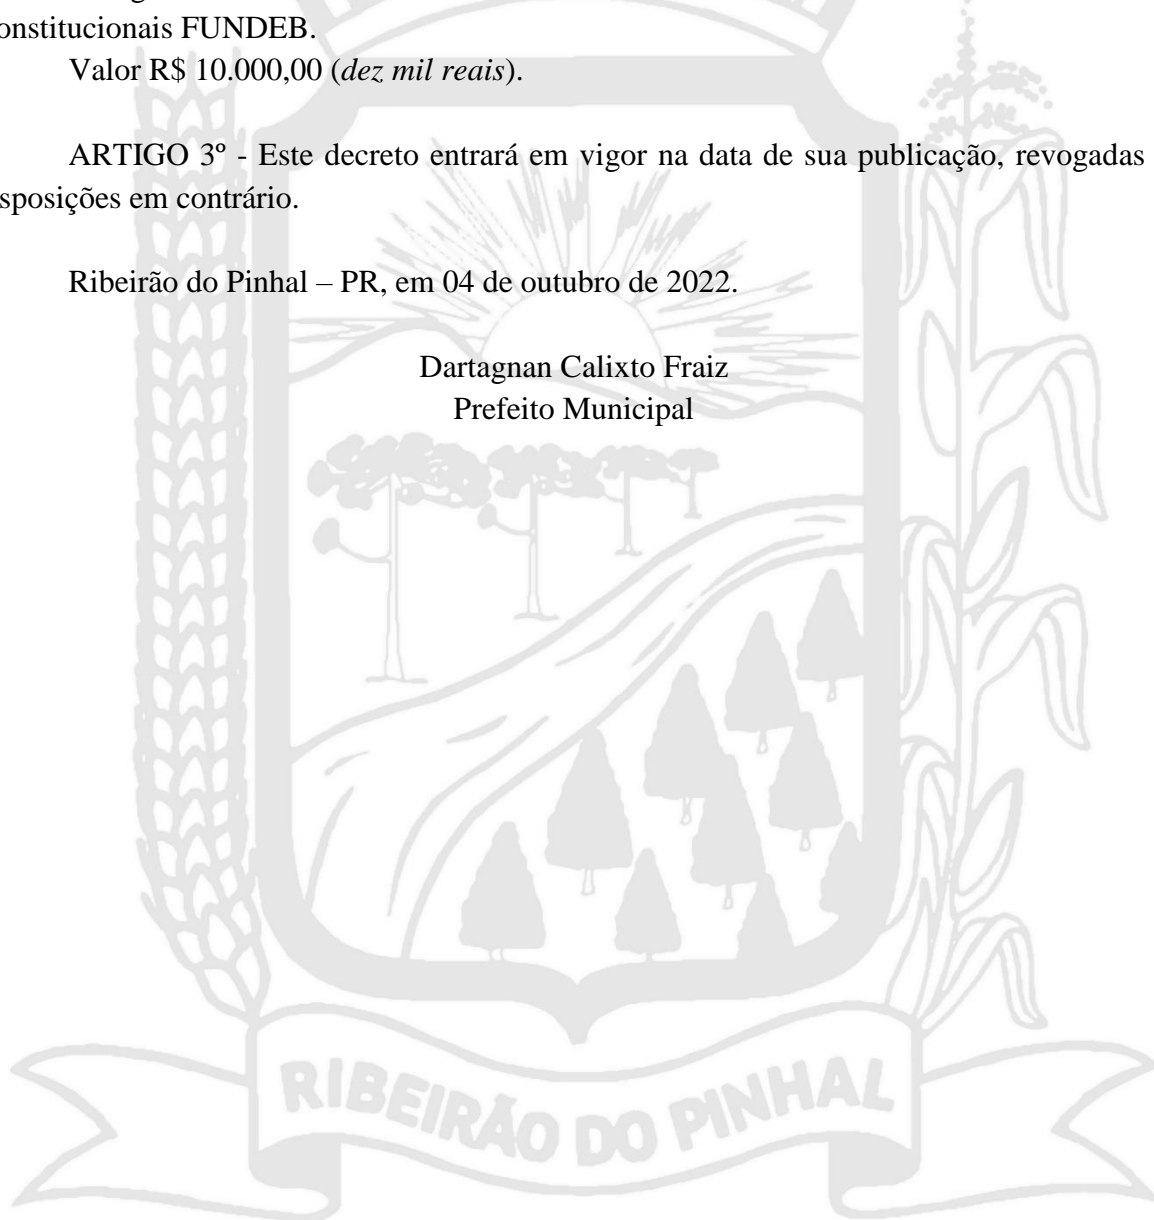 onstitucionais FUNDEB.
Valor R$ 10.000,00 (dez mil reais).
ARTIGO 3º - Este decreto entrará em vigor na data de sua publicação, revogadas
sposições em contrário.
Ribeirão do Pinhal – PR, em 04 de outubro de 2022.
Dartagnan Calixto Fraiz
Prefeito Municipal
RIBEIRÃO DO PINHAL